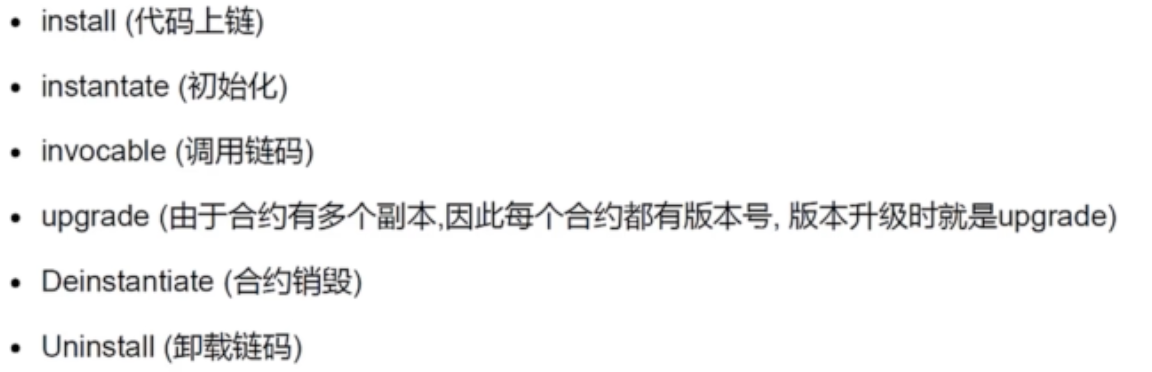 • install (代码上链)
• instantate (初始化)
• invocable (调用链码)
• upgrade (由于合约有多个副本,因此每个合约都有版本号, 版本升级时就是upgrade)
• Deinstantiate (合约销毁)
• Uninstall (卸载链码)